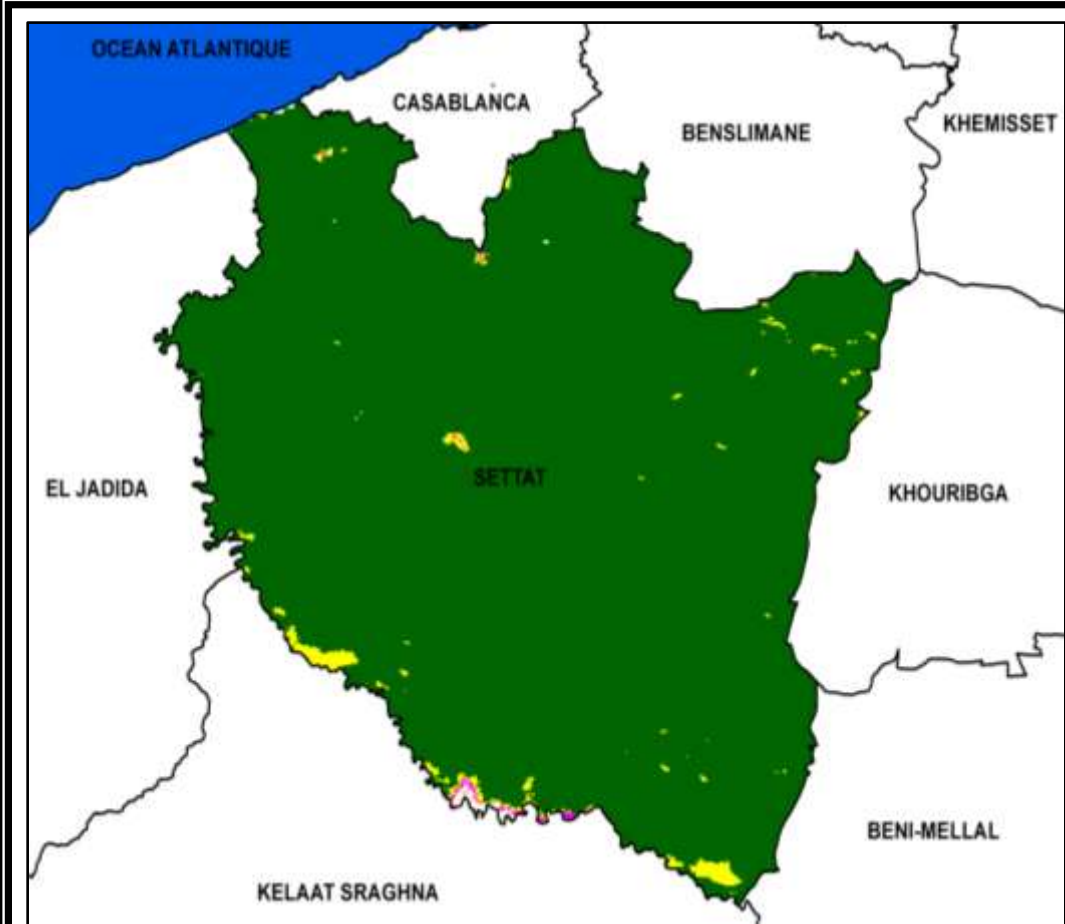 OCEAN ATLANTIQUE
CASABLANCA
BENSLIMANE
KHEMISSET
SETTAT
EL JADIDA
KHOURIBGA
BENI-MELLAL
KELAAT SRAGHNA